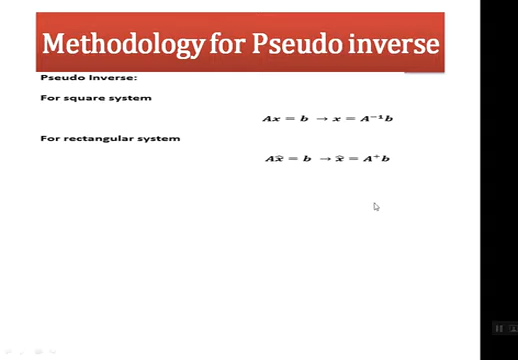 Methodology for Pseudo inverse
Pseudo Inverse:
For square system
Ax = b → x = A⁻¹b
For rectangular system
Ax̂ = b → x̂ = A⁺b